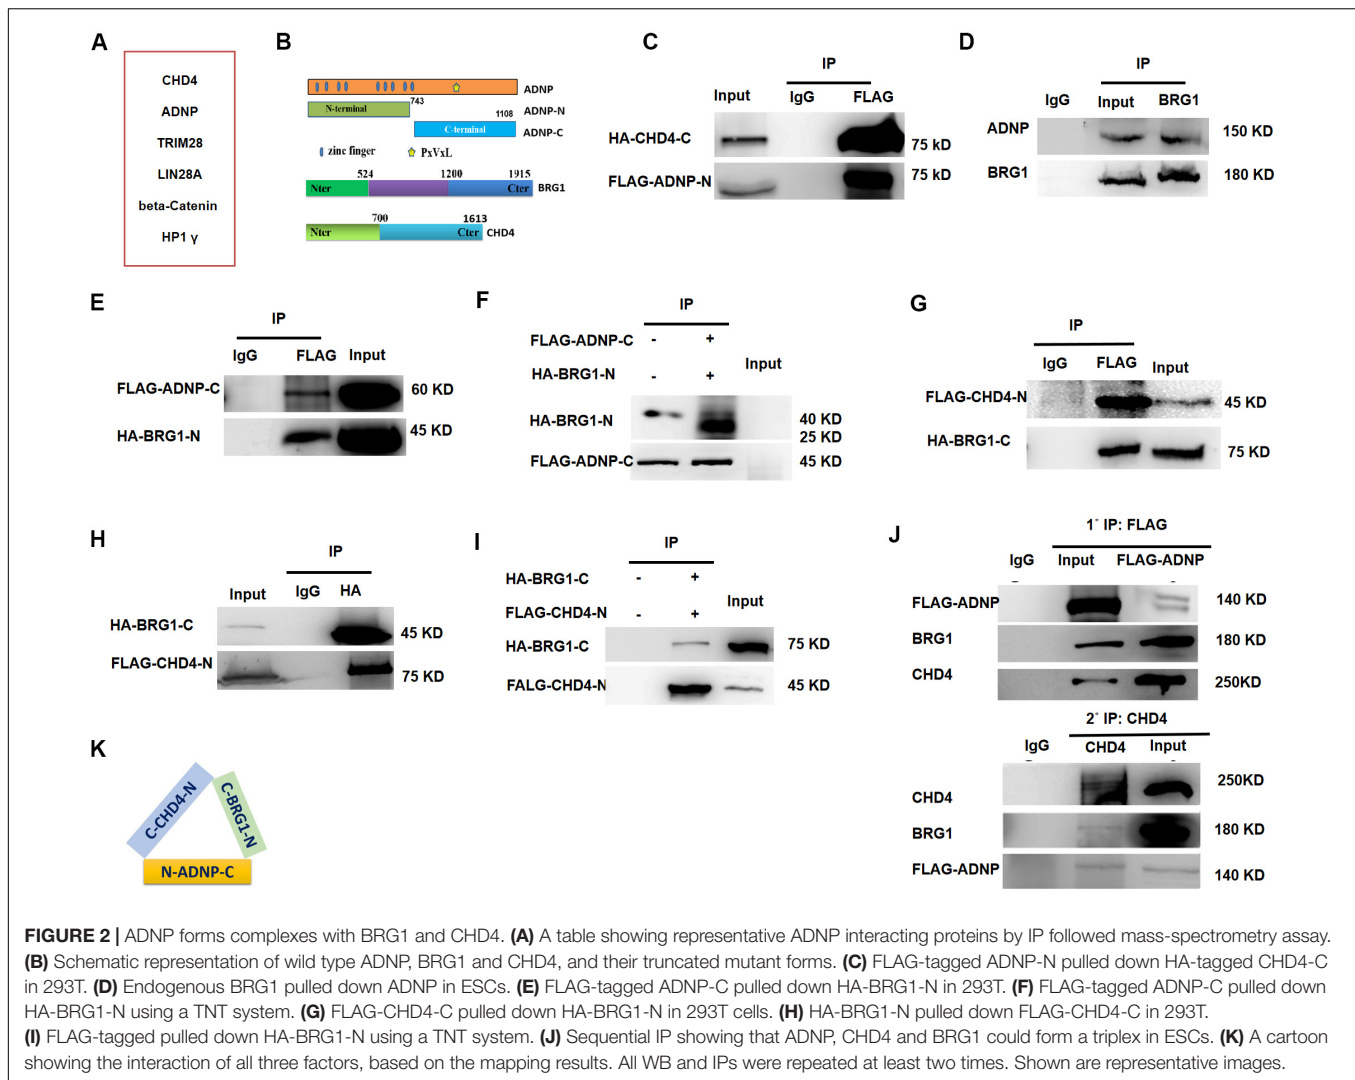 A
CHD4
ADNP
TRIM28
LIN28A
beta-Catenin
HP1 γ
B
ADNP
N-terminal
743
ADNP-N
1108
C-terminal
ADNP-C
zinc finger
PxVxL
524
1200
1915
Nter
Cter
BRG1
700
1613
Nter
Cter
CHD4
C
IP
Input
IgG
FLAG
HA-CHD4-C
75 kD
FLAG-ADNP-N
75 kD
D
IP
IgG
Input
BRG1
ADNP
150 KD
BRG1
180 KD
E
IP
IgG
FLAG
Input
FLAG-ADNP-C
60 KD
HA-BRG1-N
45 KD
F
IP
FLAG-ADNP-C
-
+
HA-BRG1-N
-
+
Input
HA-BRG1-N
40 KD
25 KD
FLAG-ADNP-C
45 KD
G
IP
IgG
FLAG
Input
FLAG-CHD4-N
45 KD
HA-BRG1-C
75 KD
H
IP
Input
IgG
HA
HA-BRG1-C
45 KD
FLAG-CHD4-N
75 KD
I
IP
HA-BRG1-C
-
+
FLAG-CHD4-N
-
+
Input
HA-BRG1-C
75 KD
FALG-CHD4-N
45 KD
J
1° IP: FLAG
IgG
Input
FLAG-ADNP
FLAG-ADNP
140 KD
BRG1
180 KD
CHD4
250KD
2° IP: CHD4
IgG
CHD4
Input
CHD4
250KD
BRG1
180 KD
FLAG-ADNP
140 KD
K
C-CHD4-N
C-BRG1-N
N-ADNP-C
FIGURE 2 | ADNP forms complexes with BRG1 and CHD4. (A) A table showing representative ADNP interacting proteins by IP followed mass-spectrometry assay.
(B) Schematic representation of wild type ADNP, BRG1 and CHD4, and their truncated mutant forms. (C) FLAG-tagged ADNP-N pulled down HA-tagged CHD4-C
in 293T. (D) Endogenous BRG1 pulled down ADNP in ESCs. (E) FLAG-tagged ADNP-C pulled down HA-BRG1-N in 293T. (F) FLAG-tagged ADNP-C pulled down
HA-BRG1-N using a TNT system. (G) FLAG-CHD4-C pulled down HA-BRG1-N in 293T cells. (H) HA-BRG1-N pulled down FLAG-CHD4-C in 293T.
(I) FLAG-tagged pulled down HA-BRG1-N using a TNT system. (J) Sequential IP showing that ADNP, CHD4 and BRG1 could form a triplex in ESCs. (K) A cartoon
showing the interaction of all three factors, based on the mapping results. All WB and IPs were repeated at least two times. Shown are representative images.